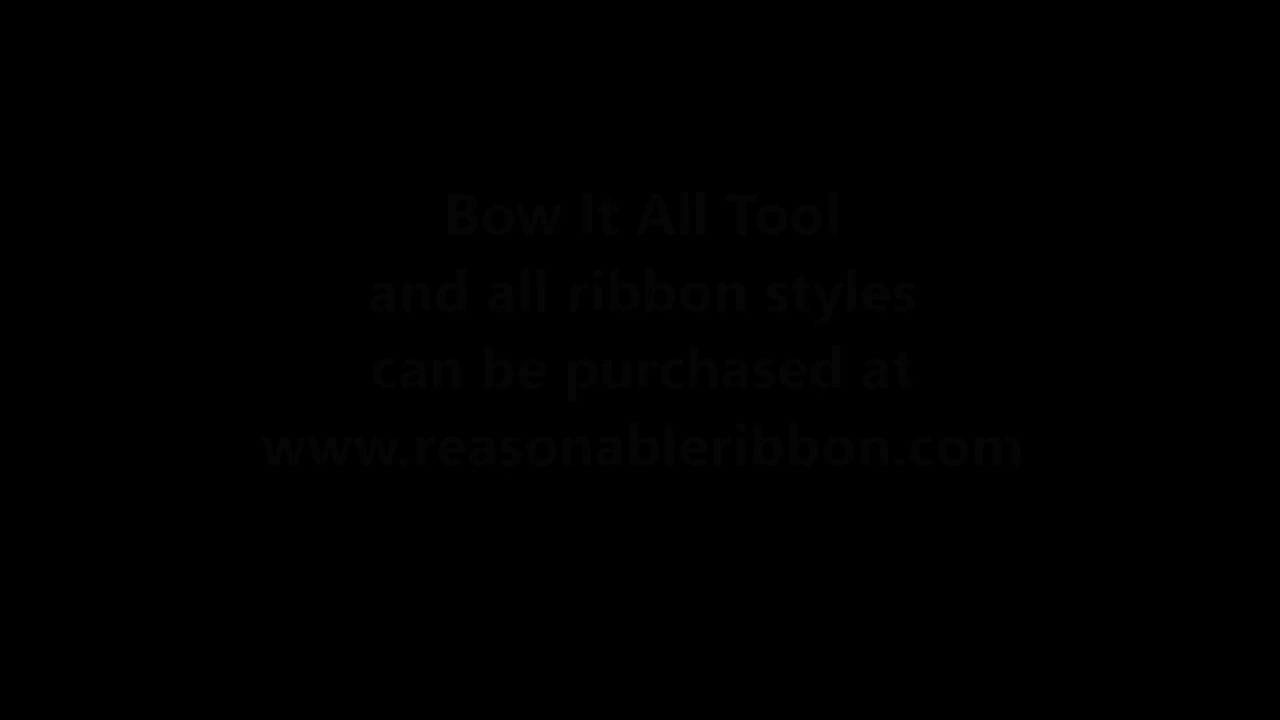 Bow It All Tool
and all ribbon styles
can be purchased at
www.reasonableribbon.com